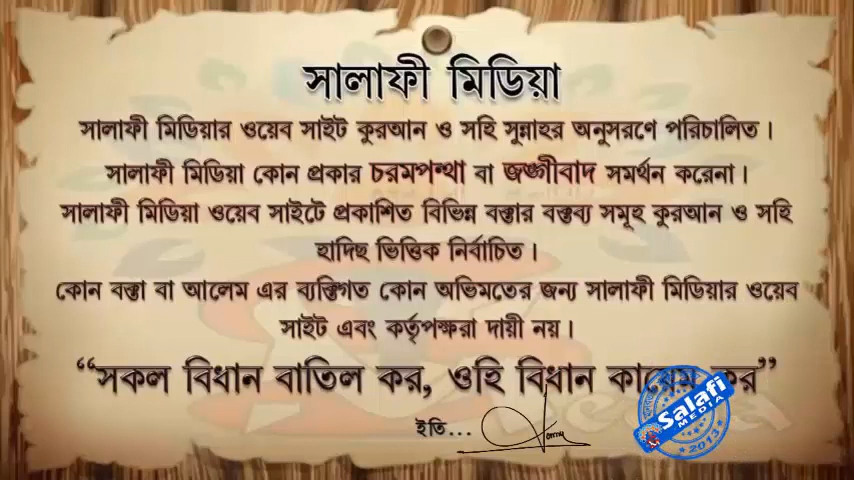 সালাফী মিডিয়া
সালাফী মিডিয়ার ওয়েব সাইট কুরআন ও সহি সুন্নাহর অনুসরণে পরিচালিত।
সালাফী মিডিয়া কোন প্রকার চরমপন্থা বা জঙ্গীবাদ সমর্থন করেনা।
সালাফী মিডিয়া ওয়েব সাইটে প্রকাশিত বিভিন্ন বক্তার বক্তব্য সমূহ কুরআন ও সহি
হাদিছ ভিত্তিক নির্বাচিত।
কোন বক্তা বা আলেম এর ব্যক্তিগত কোন অভিমতের জন্য সালাফী মিডিয়ার ওয়েব
সাইট এবং কর্তৃপক্ষরা দায়ী নয়।
“সকল বিধান বাতিল কর, ওহি বিধান কায়েম কর”
ইতি...
Salafi
MEDIA
2013